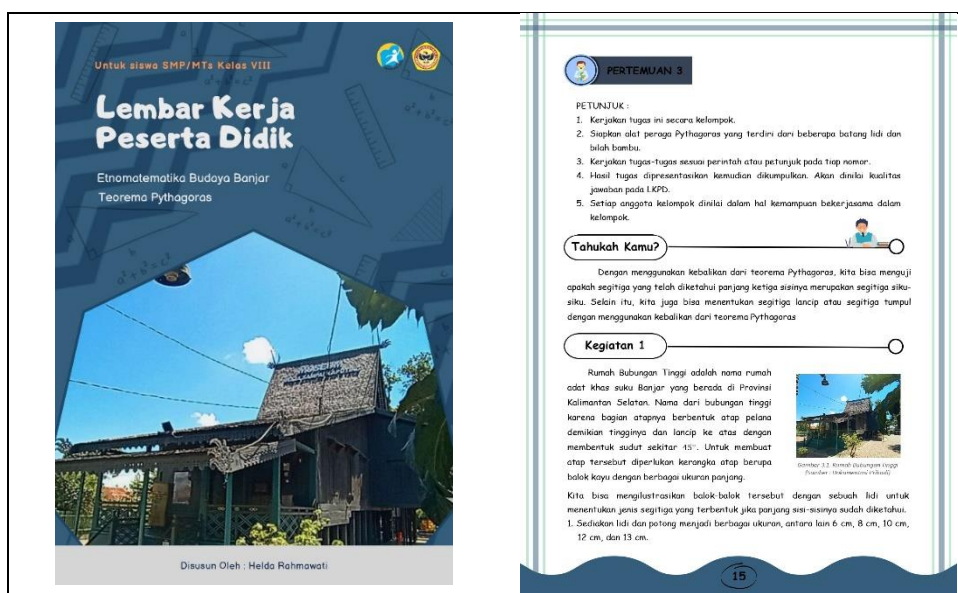 Untuk siswa SMP/MTs Kelas VIII
Lembar Kerja
Peserta Didik
Etnomatematika Budaya Banjar
Teorema Pythagoras
MUSEUM
Disusun Oleh : Helda Rahmawati
PERTEMUAN 3
PETUNJUK :
1. Kerjakan tugas ini secara kelompok.
2. Siapkan alat peraga Pythagoras yang terdiri dari beberapa batang lidi dan
bilah bambu.
3. Kerjakan tugas-tugas sesuai perintah atau petunjuk pada tiap nomor.
4. Hasil tugas dipresentasikan kemudian dikumpulkan. Akan dinilai kualitas
jawaban pada LKPD.
5. Setiap anggota kelompok dinilai dalam hal kemampuan bekerjasama dalam
kelompok.
Tahukah Kamu?
Dengan menggunakan kebalikan dari teorema Pythagoras, kita bisa menguji
apakah segitiga yang telah diketahui panjang ketiga sisinya merupakan segitiga siku-
siku. Selain itu, kita juga bisa menentukan segitiga lancip atau segitiga tumpul
dengan menggunakan kebalikan dari teorema Pythagoras
Kegiatan 1
Rumah Bubungan Tinggi adalah nama rumah
adat khas suku Banjar yang berada di Provinsi
Kalimantan Selatan. Nama dari bubungan tinggi
karena bagian atapnya berbentuk atap pelana
demikian tingginya dan lancip ke atas dengan
membentuk sudut sekitar 45°. Untuk membuat
atap tersebut diperlukan kerangka atap berupa
balok kayu dengan berbagai ukuran panjang.
Gambar 3.1. Rumah Bubungan Tinggi
(Sumber : Dokumentasi Pribadi)
Kita bisa mengilustrasikan balok-balok tersebut dengan sebuah lidi untuk
menentukan jenis segitiga yang terbentuk jika panjang sisi-sisinya sudah diketahui.
1. Sediakan lidi dan potong menjadi berbagai ukuran, antara lain 6 cm, 8 cm, 10 cm,
12 cm, dan 13 cm.
15